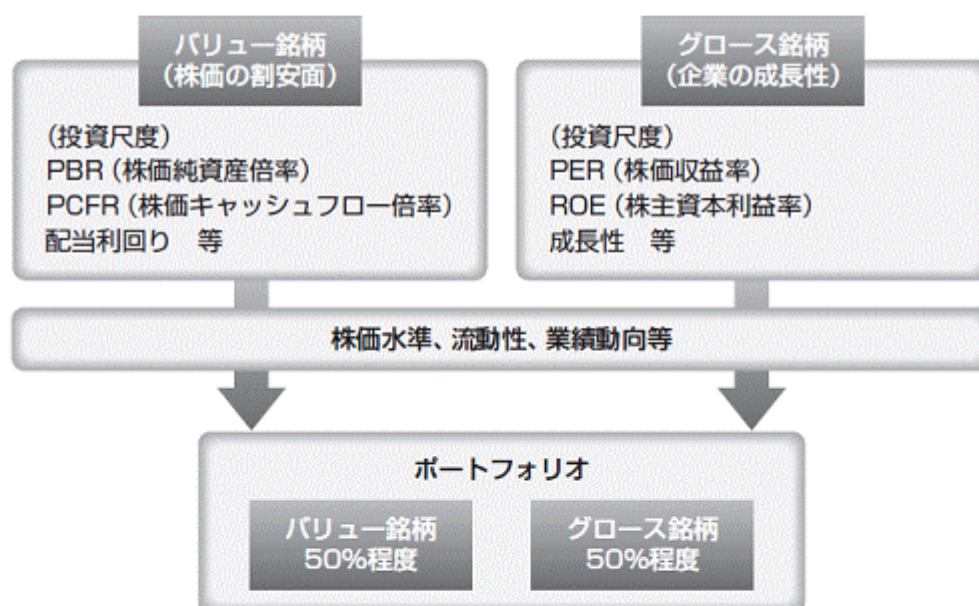 バリュー銘柄
（株価の割安面）
（投資尺度）
PBR（株価純資産倍率）
PCFR（株価キャッシュフロー倍率）
配当利回り　等
グロース銘柄
（企業の成長性）
（投資尺度）
PER（株価収益率）
ROE（株主資本利益率）
成長性　等
株価水準、流動性、業績動向等
ポートフォリオ
バリュー銘柄
50%程度
グロース銘柄
50%程度